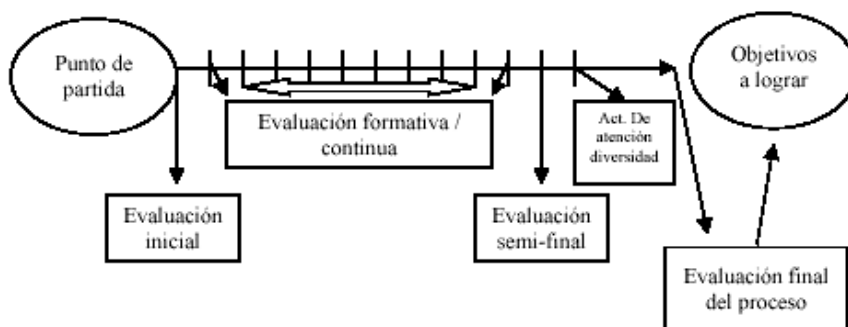 Punto de
partida
Objetivos
a lograr
Evaluación formativa /
continua
Act. De
atención
diversidad
Evaluación
inicial
Evaluación
semi-final
Evaluación final
del proceso